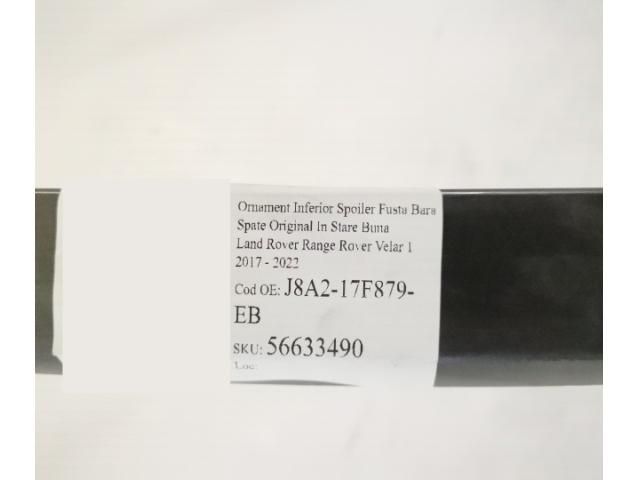 Ornament Inferior Spoiler Fusta Bara
Spate Original In Stare Buna
Land Rover Range Rover Velar 1
2017 - 2022
Cod OE: J8A2-17F879-
EB
SKU: 56633490
Loc: